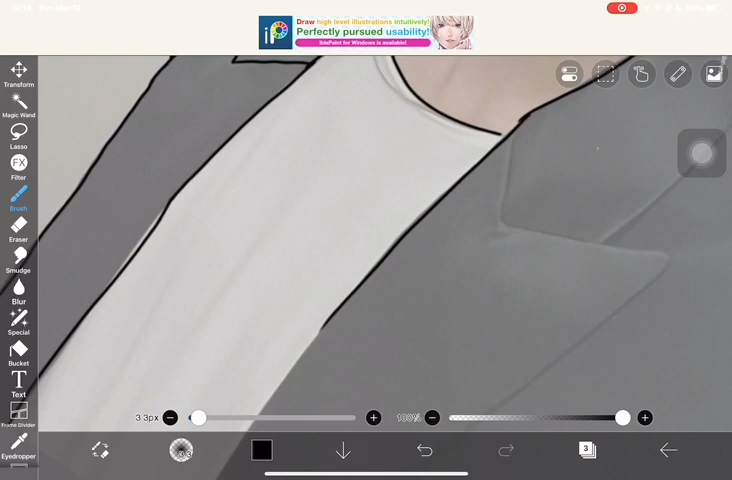 Draw high level illustrations intuitively!
Perfectly pursued usability!
ibisPaint for Windows is available!
Transform
Magic Wand
Lasso
FX
Filter
Brush
Eraser
Smudge
Blur
Special
Bucket
T
Text
Frame Divider
Eyedropper
3.3px
100%
3